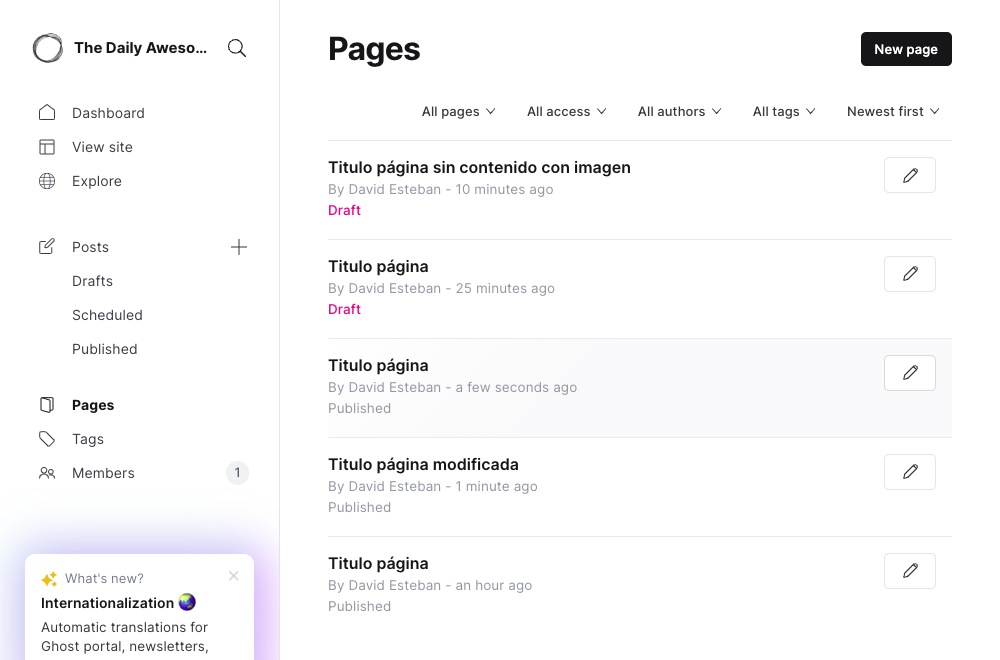 The Daily Aweso...
Dashboard
View site
Explore
Posts
Drafts
Scheduled
Published
Pages
Tags
Members 1
What's new?
Internationalization
Automatic translations for
Ghost portal, newsletters,
Pages
New page
All pages All access All authors All tags Newest first
Titulo página sin contenido con imagen
By David Esteban - 10 minutes ago
Draft
Titulo página
By David Esteban - 25 minutes ago
Draft
Titulo página
By David Esteban - a few seconds ago
Published
Titulo página modificada
By David Esteban - 1 minute ago
Published
Titulo página
By David Esteban - an hour ago
Published